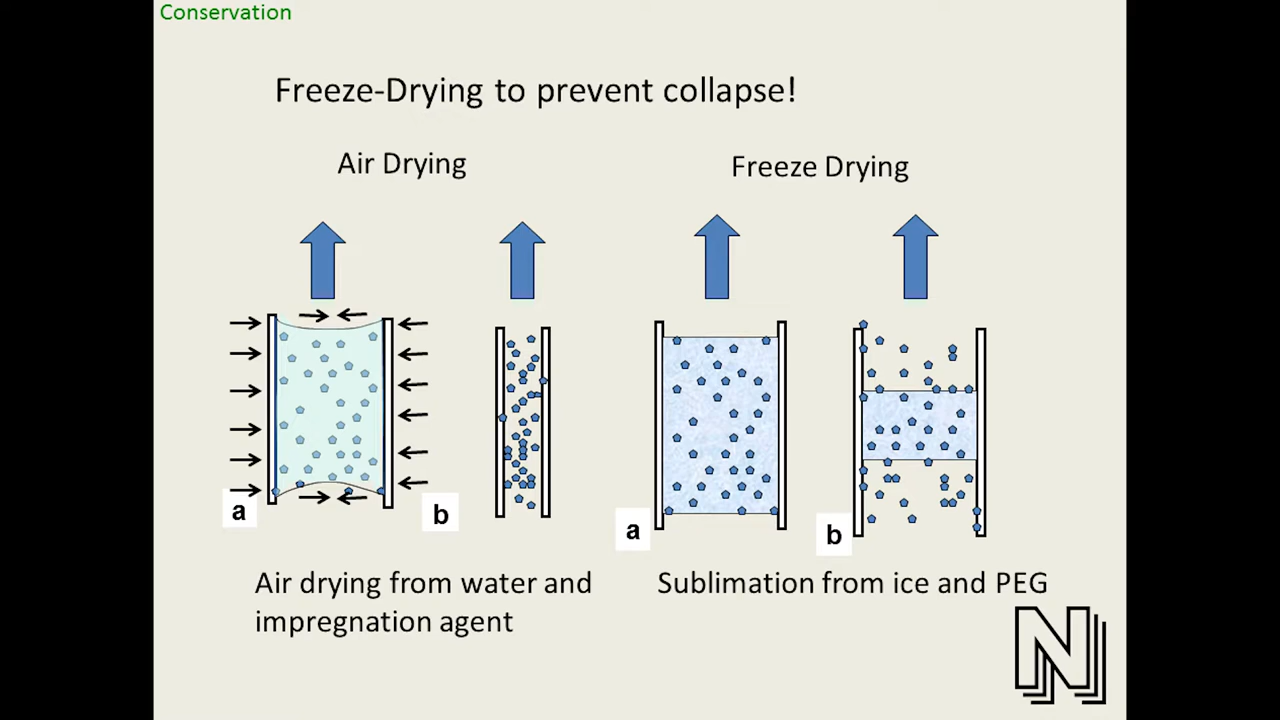 Conservation
Freeze-Drying to prevent collapse!
Air Drying
Freeze Drying
a
b
a
b
Air drying from water and
impregnation agent
Sublimation from ice and PEG
N